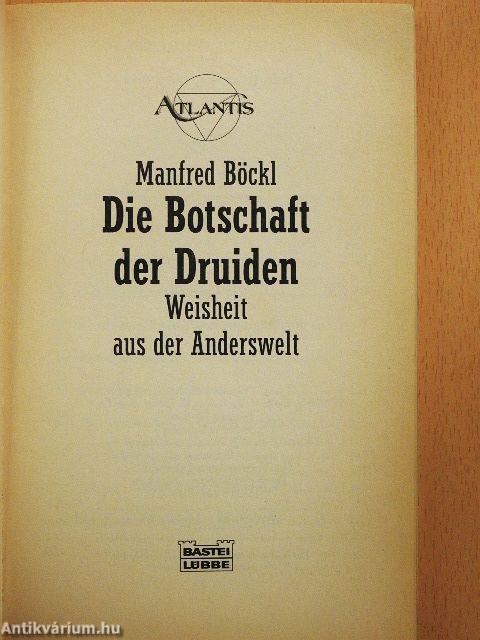 ATLANTIS
Manfred Böckl
Die Botschaft
der Druiden
Weisheit
aus der Anderswelt
BASTEI
LÜBBE
Antikvárium.hu